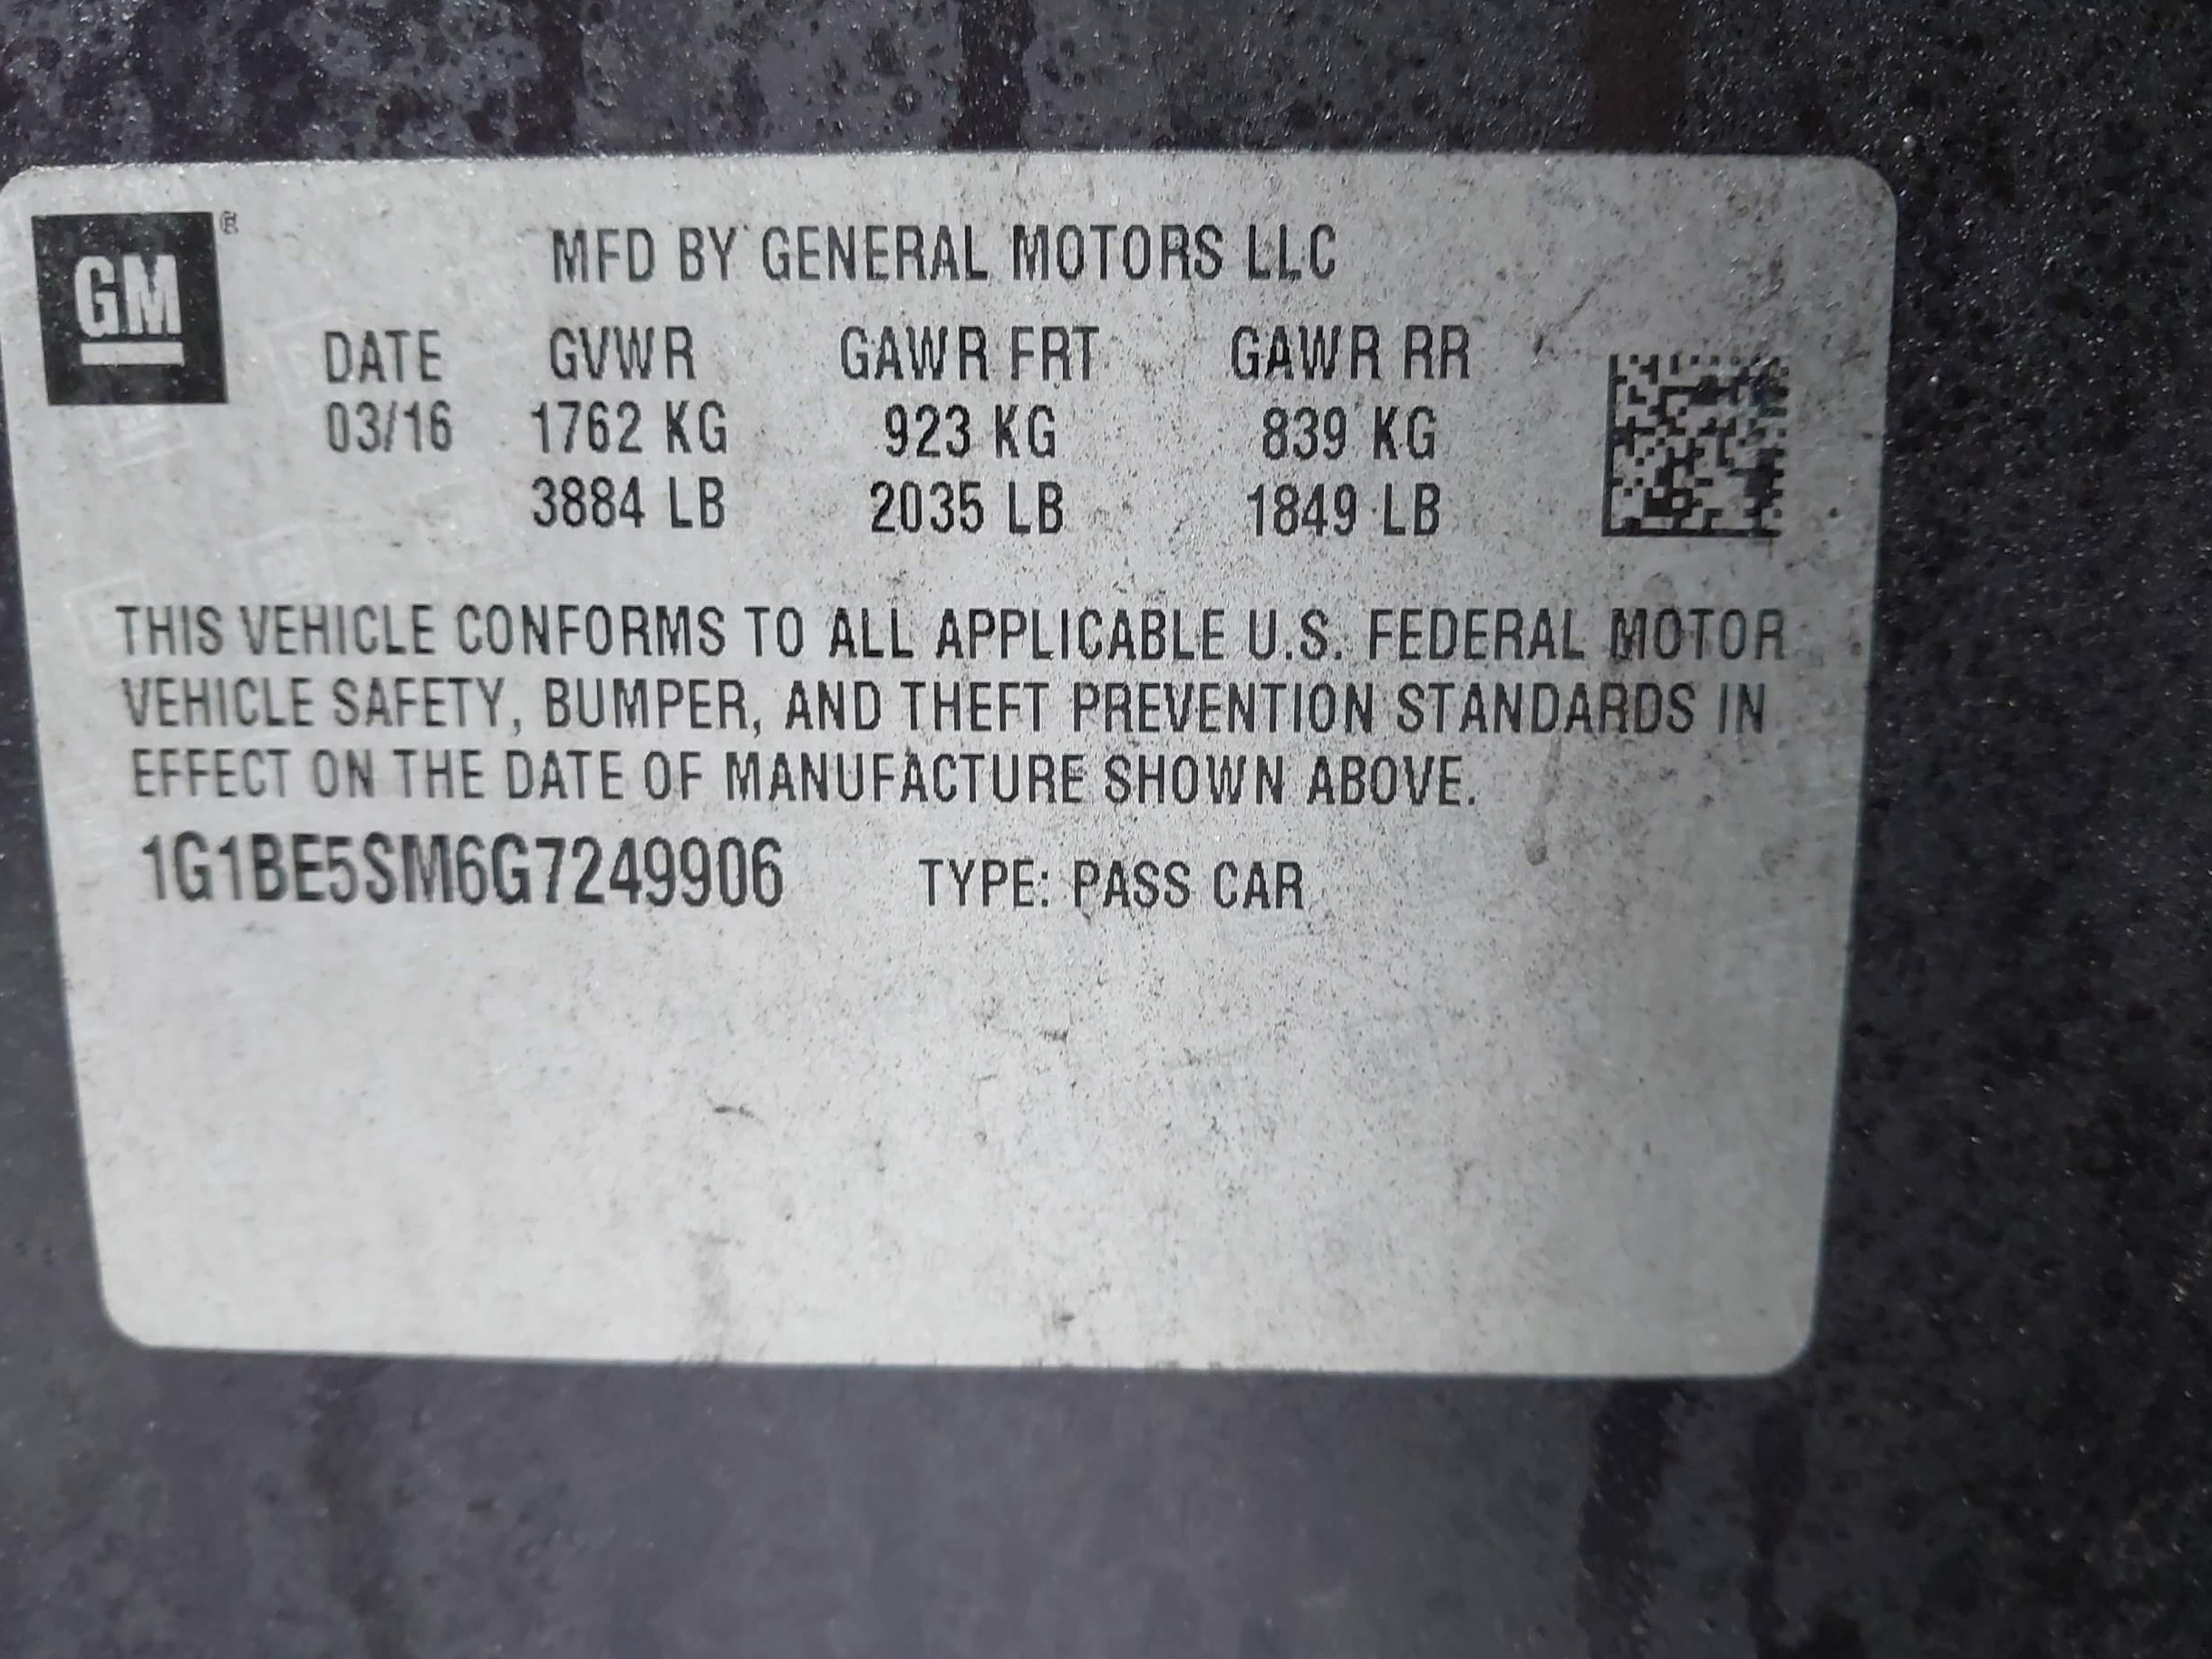 GM ®
MFD BY GENERAL MOTORS LLC
DATE GVWR GAWR FRT GAWR RR
03/16 1762 KG 923 KG 839 KG
3884 LB 2035 LB 1849 LB
THIS VEHICLE CONFORMS TO ALL APPLICABLE U.S. FEDERAL MOTOR
VEHICLE SAFETY, BUMPER, AND THEFT PREVENTION STANDARDS IN
EFFECT ON THE DATE OF MANUFACTURE SHOWN ABOVE.
1G1BE5SM6G7249906 TYPE: PASS CAR